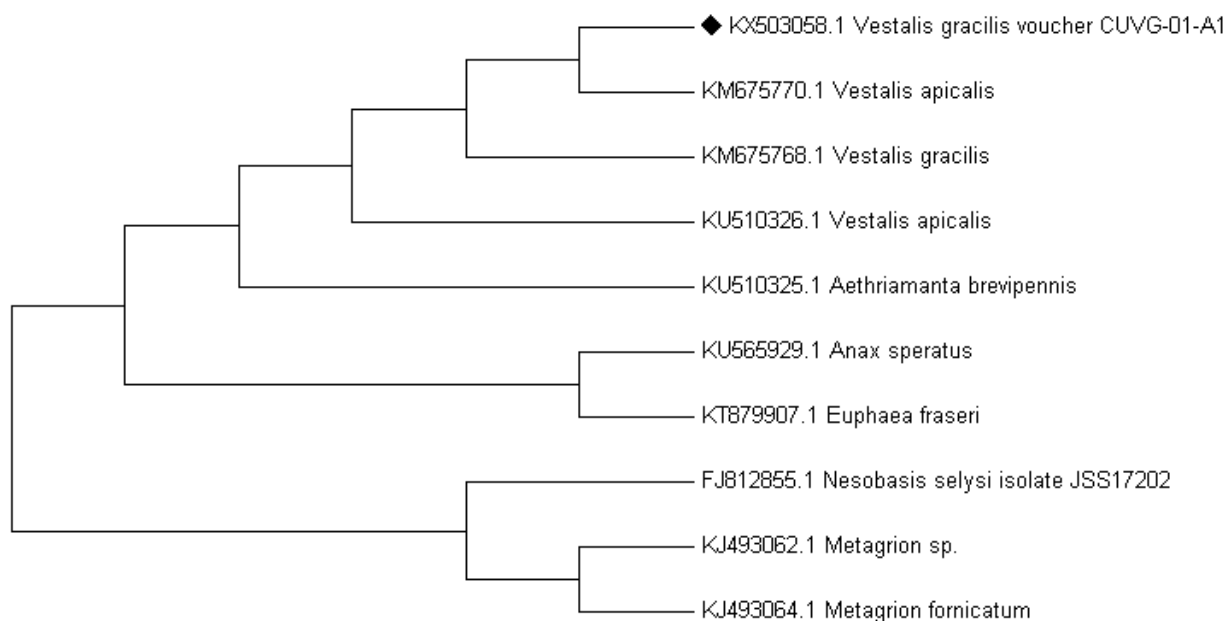 ◆ KX503058.1 Vestalis gracilis voucher CUVG-01-A1
KM675770.1 Vestalis apicalis
KM675768.1 Vestalis gracilis
KU510326.1 Vestalis apicalis
KU510325.1 Aethriamanta brevipennis
KU565929.1 Anax speratus
KT879907.1 Euphaea fraseri
FJ812855.1 Nesobasis selysi isolate JSS17202
KJ493062.1 Metagrion sp.
KJ493064.1 Metagrion fornicatum